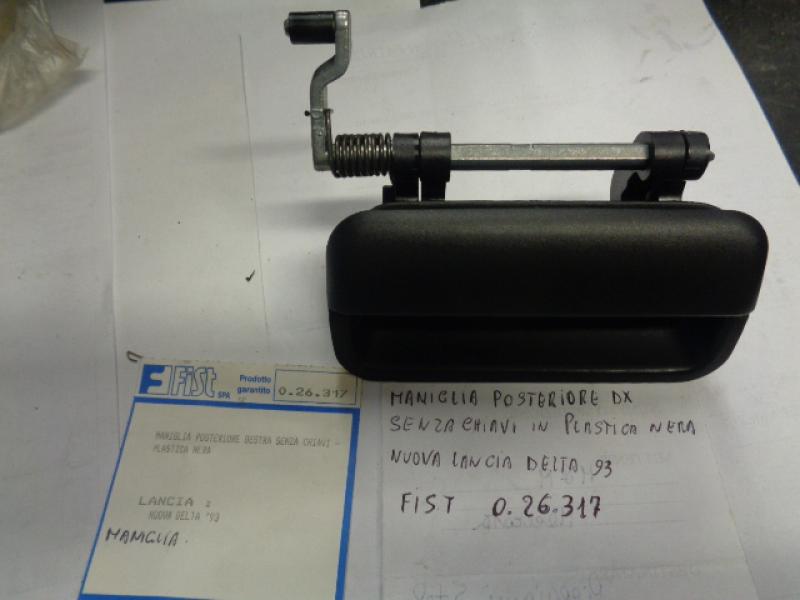 Fist SPA
Prodotto
garantito
0.26.317
MANIGLIA POSTERIORE DESTRA SENZA CHIAVI -
PLASTICA NERA
LANCIA :
NUOVA DELTA '93
MANIGLIA.
MANIGLIA POSTERIORE DX
SENZA CHIAVI IN PLASTICA NERA
NUOVA LANCIA DELTA 93
FIST 0.26.317